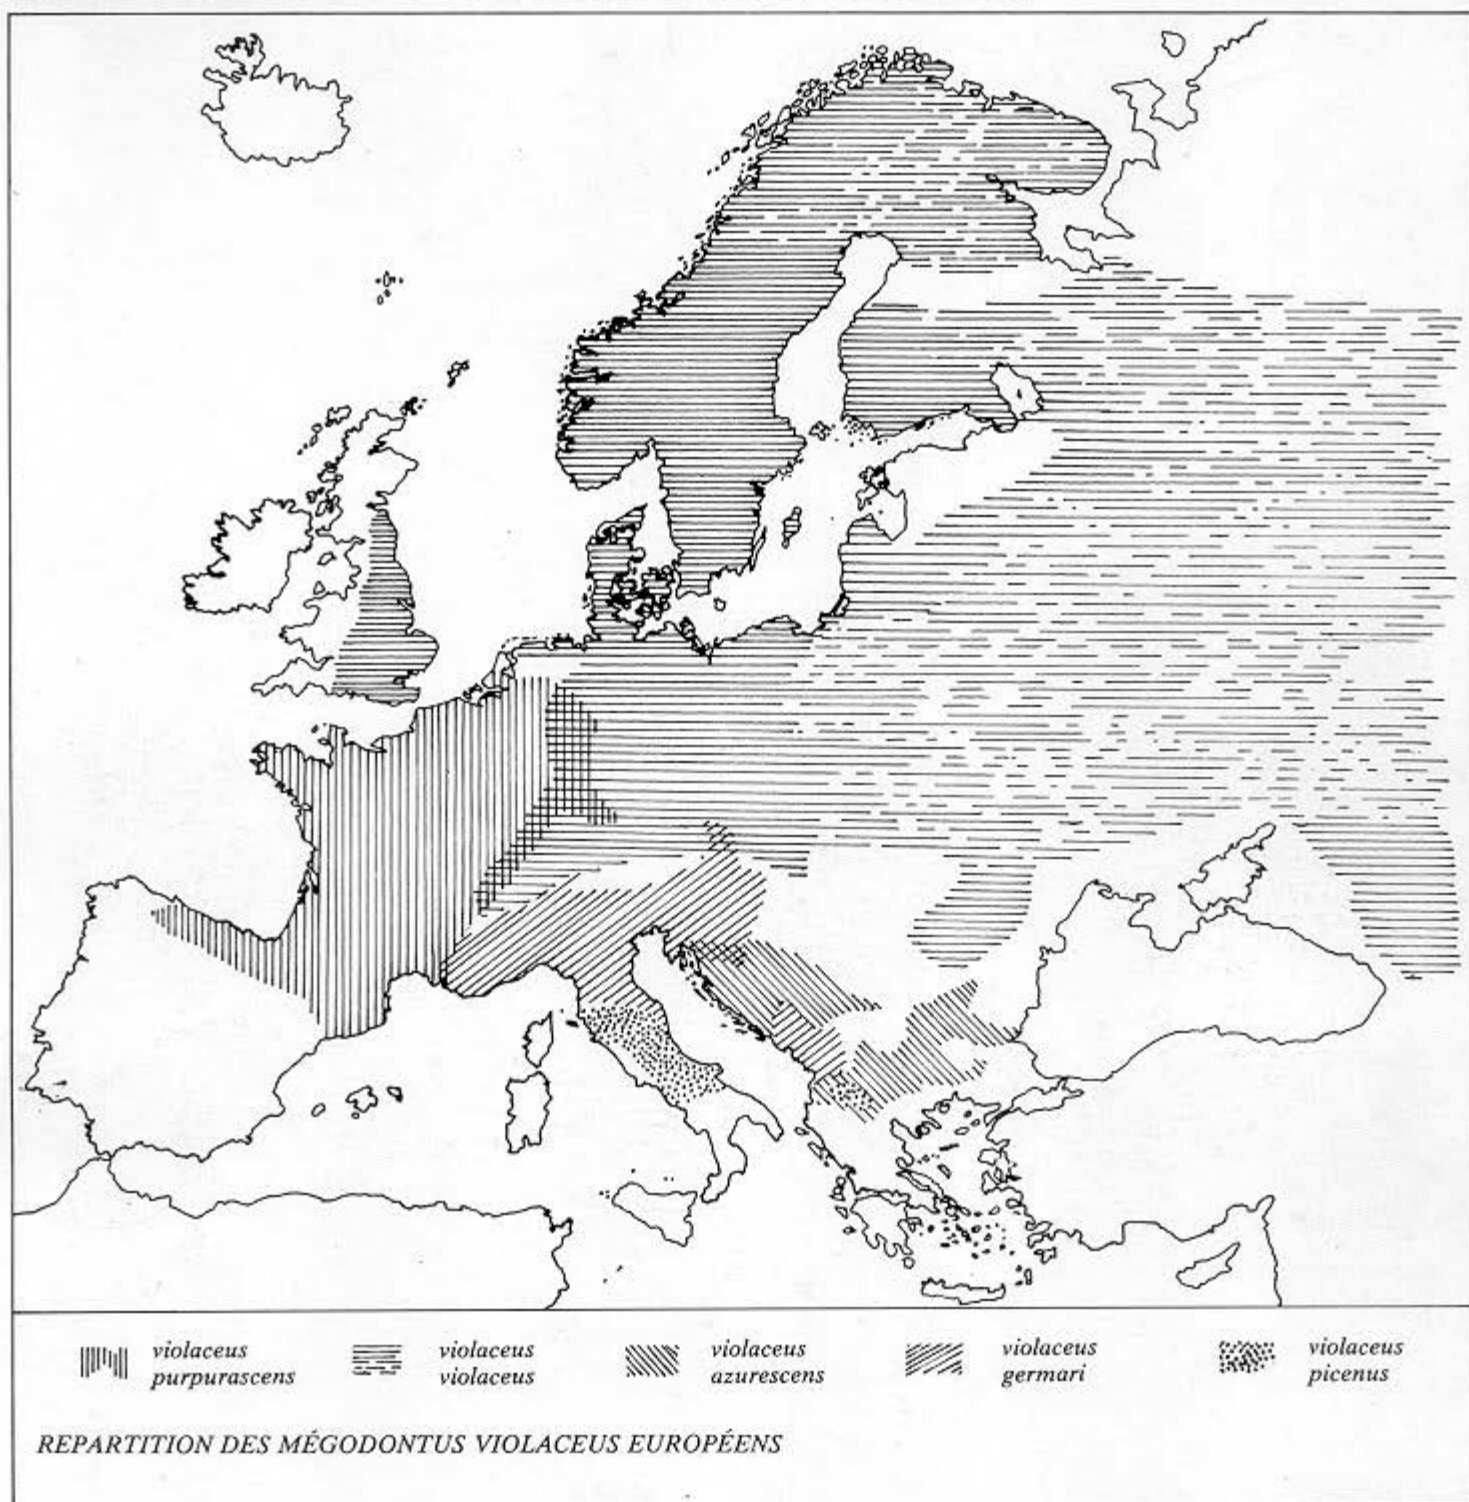 violaceus
purpurascens
violaceus
violaceus
violaceus
azurescens
violaceus
germari
violaceus
picenus
REPARTITION DES MÉGODONTUS VIOLACEUS EUROPÉENS